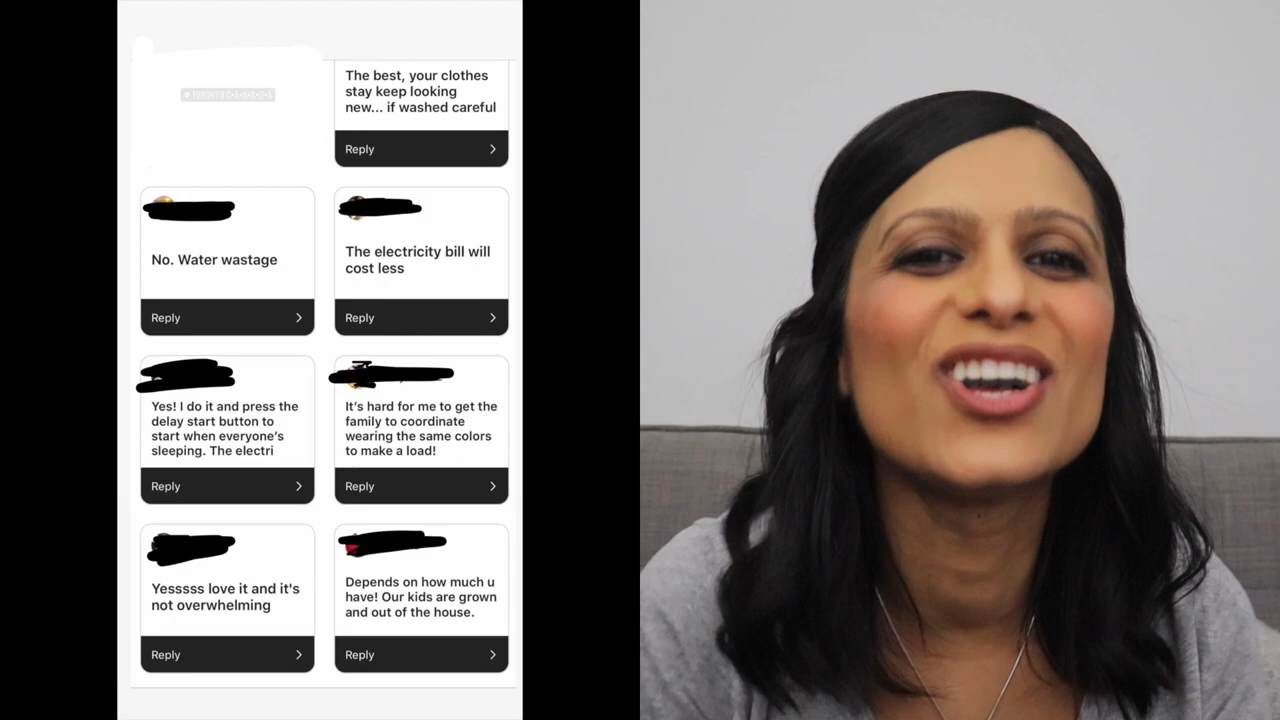 TORONTO C•A•N•A•D•A
The best, your clothes
stay keep looking
new... if washed careful
Reply
No. Water wastage
Reply
The electricity bill will
cost less
Reply
Yes! I do it and press the
delay start button to
start when everyone's
sleeping. The electri
Reply
It's hard for me to get the
family to coordinate
wearing the same colors
to make a load!
Reply
Yesssss love it and it's
not overwhelming
Reply
Depends on how much u
have! Our kids are grown
and out of the house.
Reply